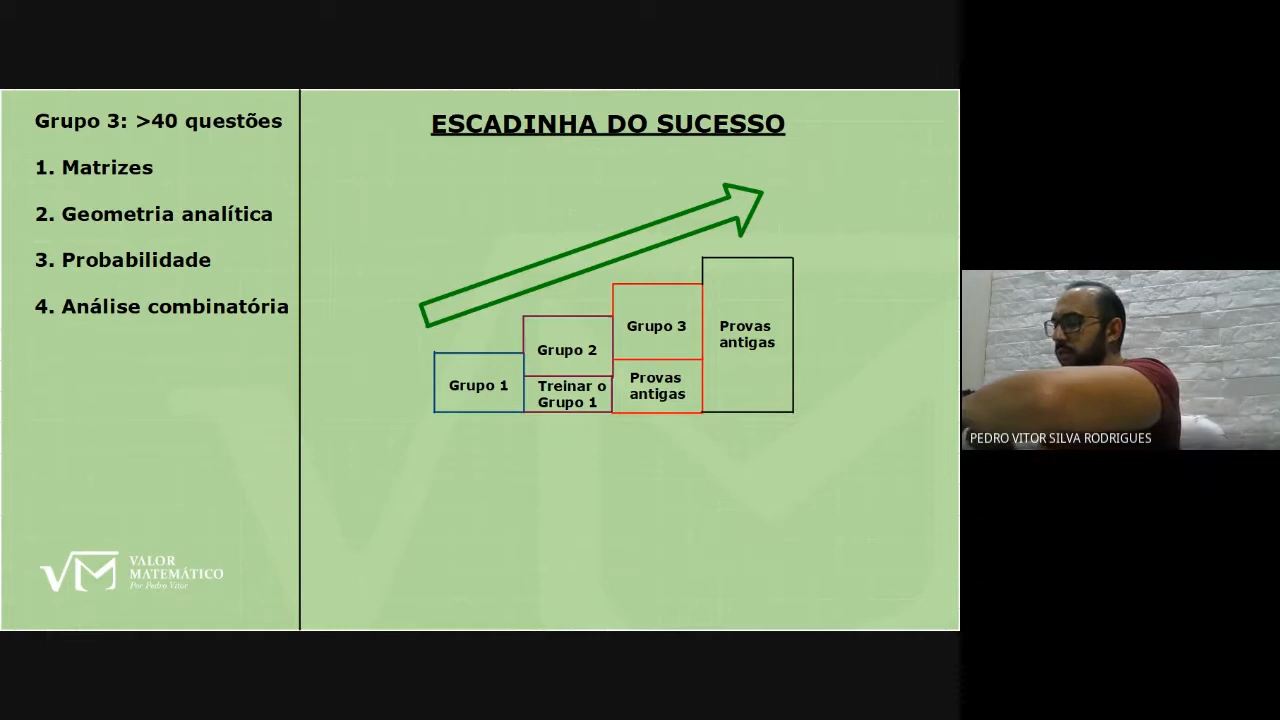 Grupo 3: >40 questões
1. Matrizes
2. Geometria analítica
3. Probabilidade
4. Análise combinatória
VALOR
MATEMÁTICO
Por Pedro Vitor
ESCADINHA DO SUCESSO
Grupo 1
Grupo 2
Treinar o
Grupo 1
Grupo 3
Provas
antigas
Provas
antigas
PEDRO VITOR SILVA RODRIGUES